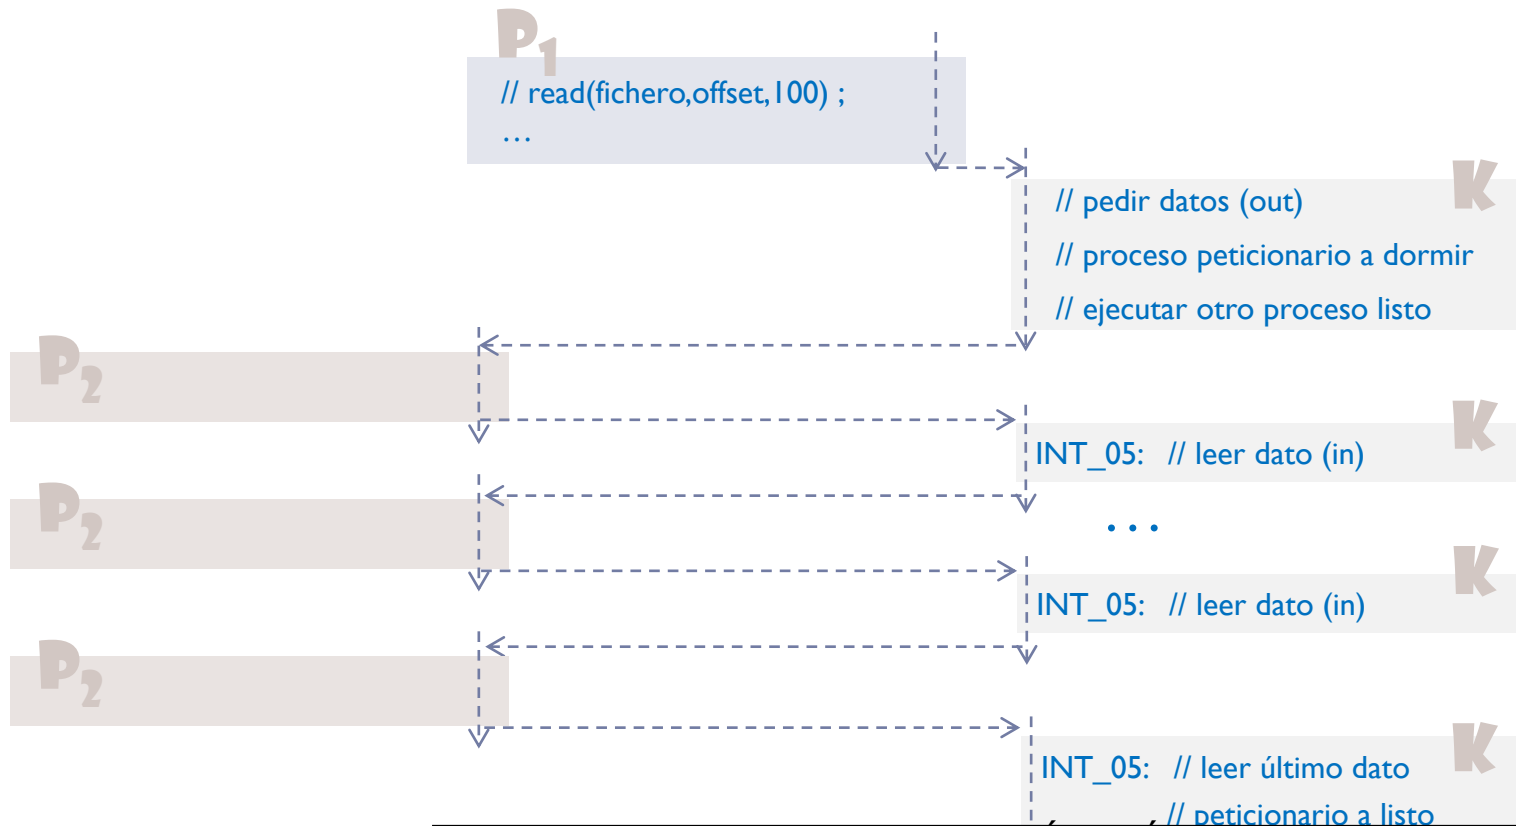 P1
// read(fichero,offset,100) ;
…
K
// pedir datos (out)
// proceso peticionario a dormir
// ejecutar otro proceso listo
P2
K
INT_05: // leer dato (in)
P2
. . .
K
INT_05: // leer dato (in)
P2
K
INT_05: // leer último dato
// peticionario a listo